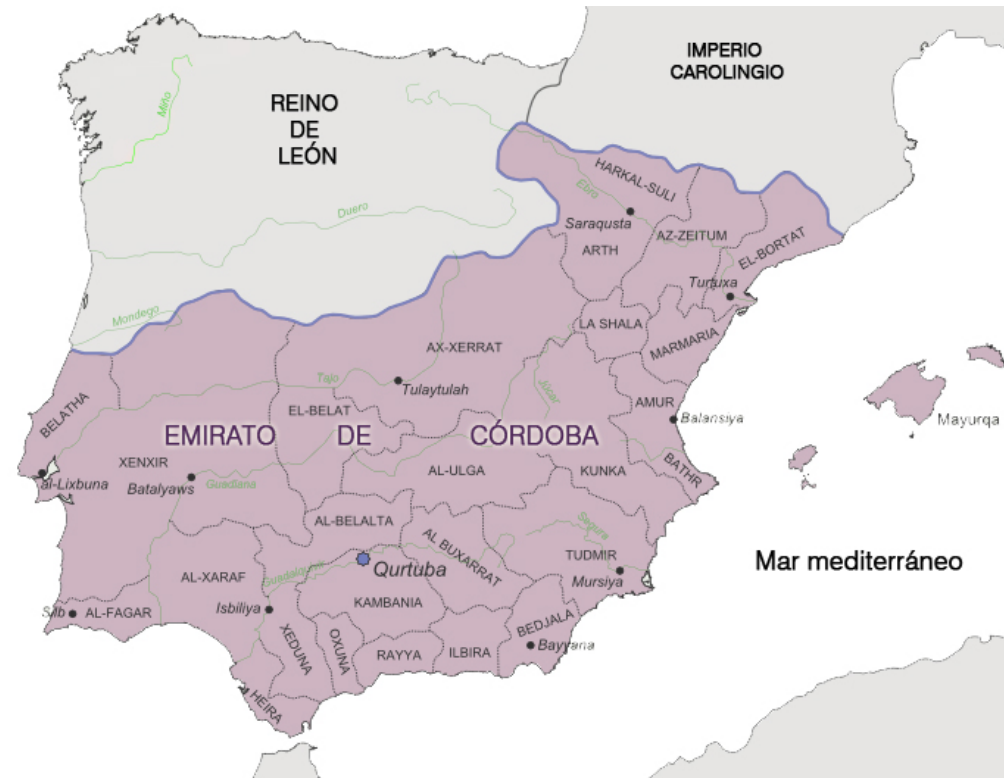 IMPERIO
CAROLINGIO
REINO
DE
LEÓN
Miño
HARKAL-SULI
Ebro
Duero
Saraqusta
AZ-ZEITUM
ARTH
EL-BORTAT
Turtuxa
Mondego
LA SHALA
MARMARIA
AX-XERRAT
Tajo
Tulaytulah
Júcar
BELATHA
EL-BELAT
AMUR
Balansiya
Mayurqa
EMIRATO DE CÓRDOBA
XENXIR
AL-ULGA
KUNKA
BATHR
al-Lixbuna
Batalyaws
Guadiana
AL-BELALTA
Segura
AL BUXARRAT
TUDMIR
Mar mediterráneo
Guadalquivir
Qurtuba
AL-XARAF
Mursiya
Silb
AL-FAGAR
Isbiliya
KAMBANIA
BEDJALA
XEDUNA
OXUNA
RAYYA
ILBIRA
Bayyana
HEIRA